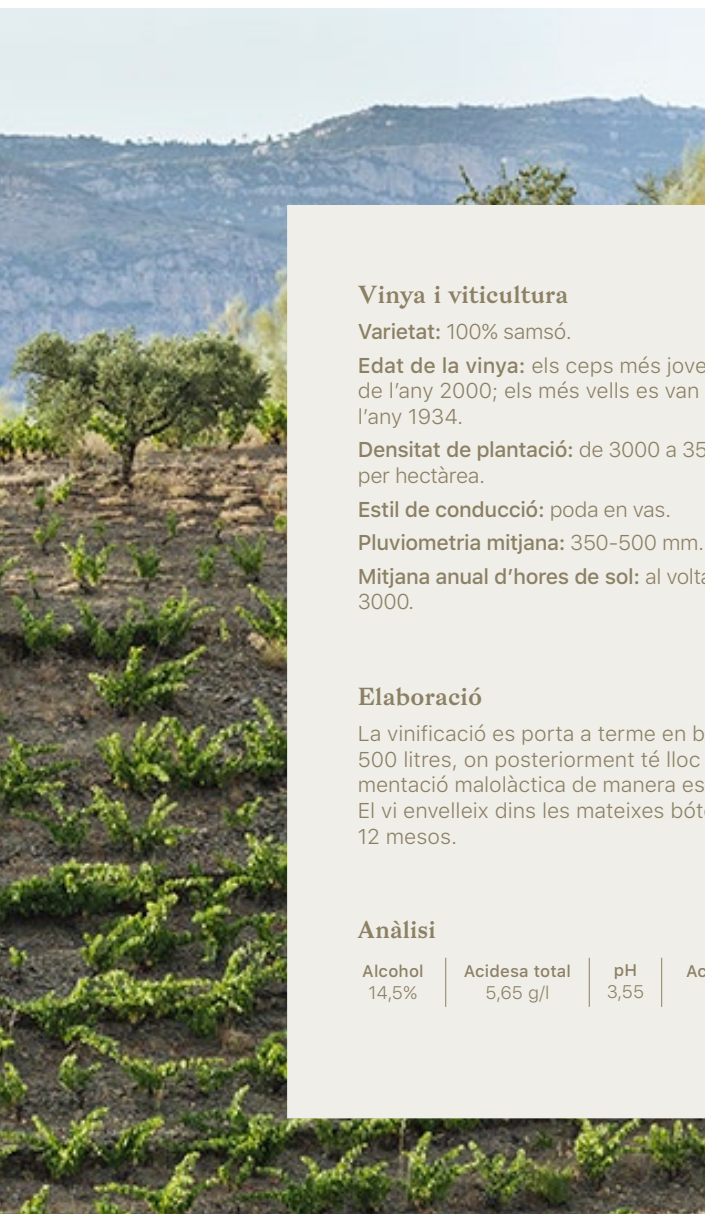 Vinya i viticultura
Varietat: 100% samsó.
Edat de la vinya: els ceps més jove
de l’any 2000; els més vells es van
l’any 1934.
Densitat de plantació: de 3000 a 35
per hectàrea.
Estil de conducció: poda en vas.
Pluviometria mitjana: 350-500 mm.
Mitjana anual d’hores de sol: al volta
3000.
Elaboració
La vinificació es porta a terme en b
500 litres, on posteriorment té lloc
mentació malolàctica de manera es
El vi envelleix dins les mateixes bót
12 mesos.
Anàlisi
Alcohol Acidesa total pH Ac
14,5% 5,65 g/l 3,55